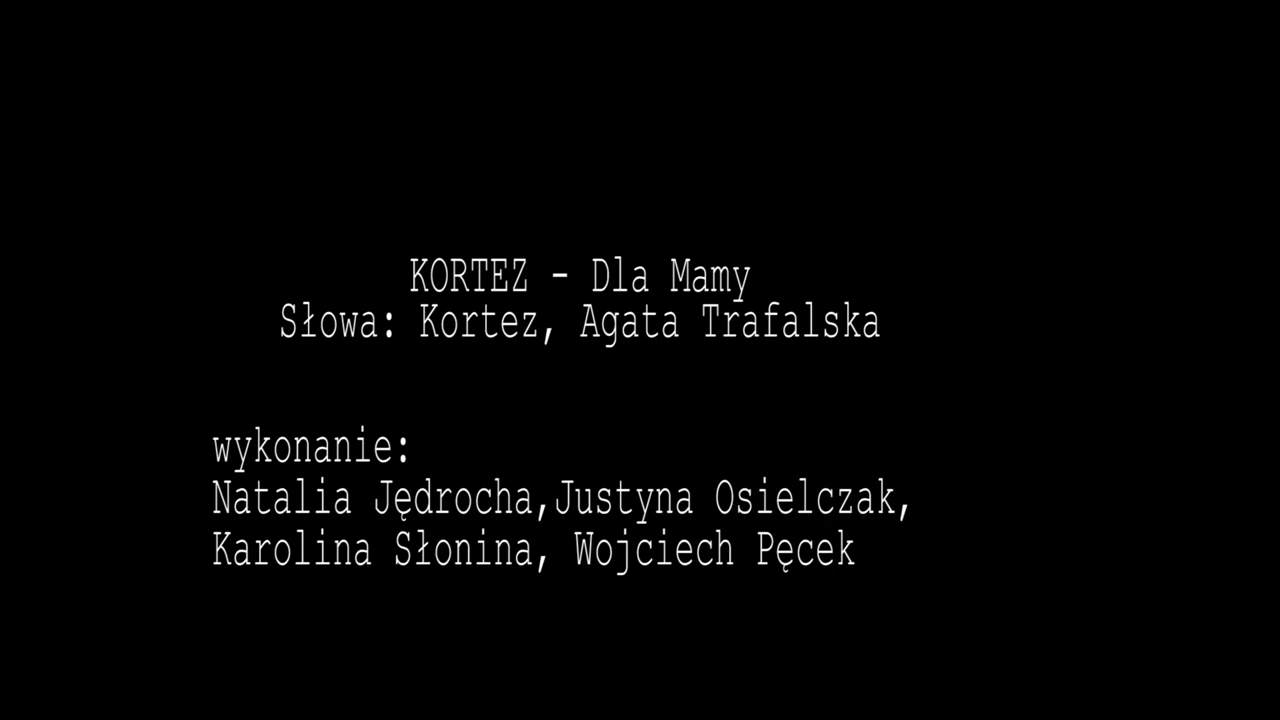 KORTEZ - Dla Mamy
Słowa: Kortez, Agata Trafalska
wykonanie:
Natalia Jędrocha,Justyna Osielczak,
Karolina Słonina, Wojciech Pęcek